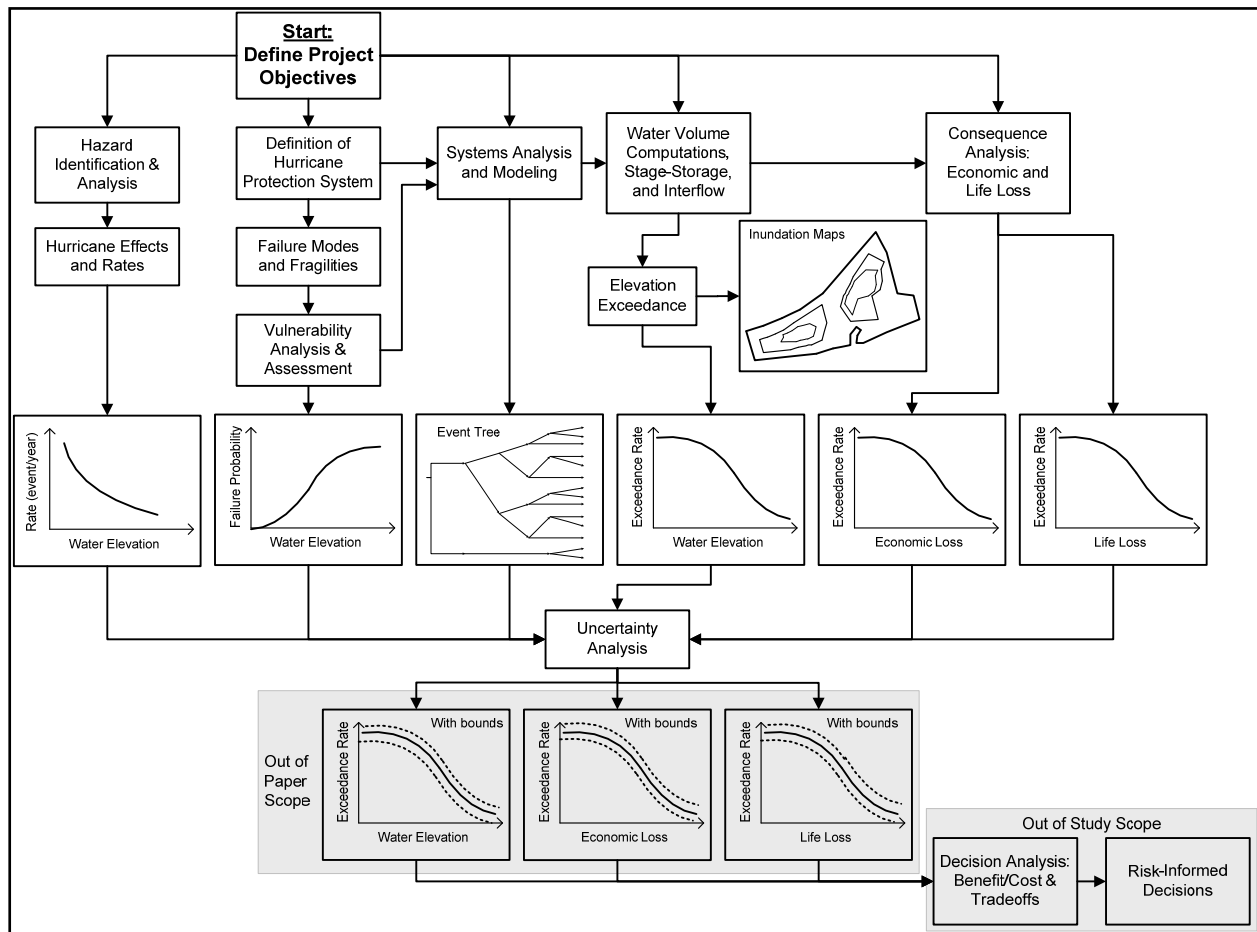 Start:
Define Project
Objectives
Hazard
Identification &
Analysis
Definition of
Hurricane
Protection System
Systems Analysis
and Modeling
Water Volume
Computations,
Stage-Storage,
and Interflow
Consequence
Analysis:
Economic and
Life Loss
Hurricane Effects
and Rates
Failure Modes
and Fragilities
Elevation
Exceedance
Inundation Maps
Vulnerability
Analysis &
Assessment
Rate (event/year)
Water Elevation
Failure Probability
Water Elevation
Event Tree
Exceedance Rate
Water Elevation
Exceedance Rate
Economic Loss
Exceedance Rate
Life Loss
Uncertainty
Analysis
Out of
Paper
Scope
With bounds
Exceedance Rate
Water Elevation
With bounds
Exceedance Rate
Economic Loss
With bounds
Exceedance Rate
Life Loss
Out of Study Scope
Decision Analysis:
Benefit/Cost &
Tradeoffs
Risk-Informed
Decisions